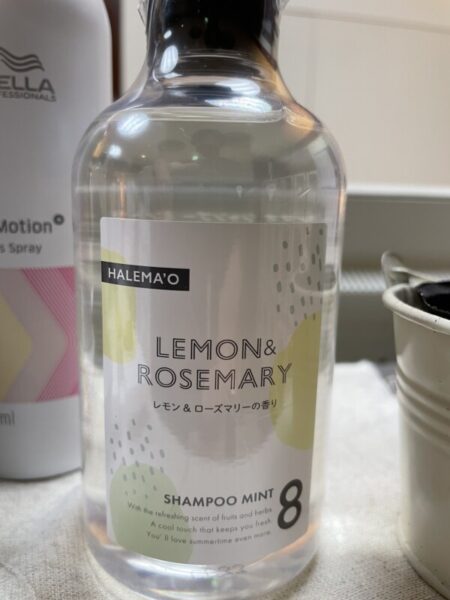 ELLA
FESSIONALS
Motion
s Spray
ml
HALEMA'O
LEMON&
ROSEMARY
レモン & ローズマリーの香り
SHAMPOO MINT 8
With the refreshing scent of fruits and herbs.
A cool touch that keeps you fresh.
You' ll love summertime even more.